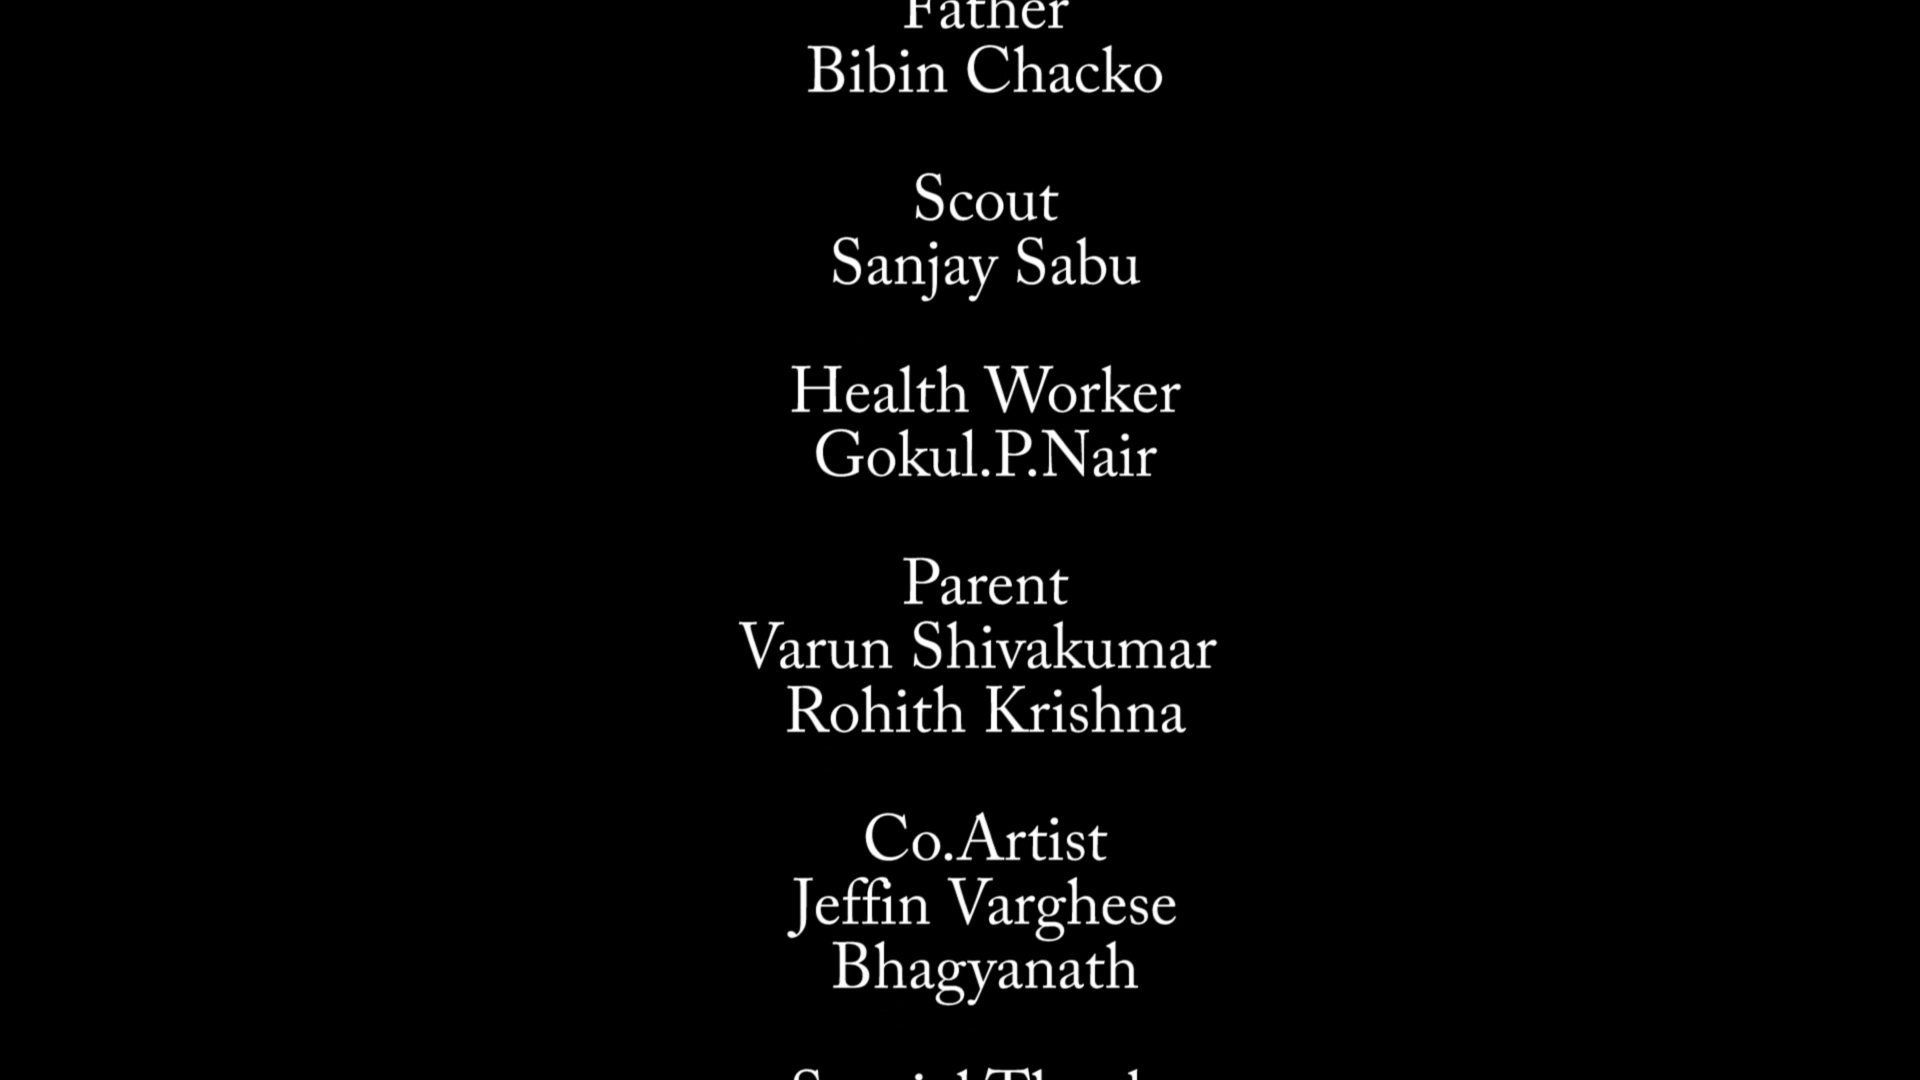 Father
Bibin Chacko
Scout
Sanjay Sabu
Health Worker
Gokul.P.Nair
Parent
Varun Shivakumar
Rohith Krishna
Co.Artist
Jeffin Varghese
Bhagyanath